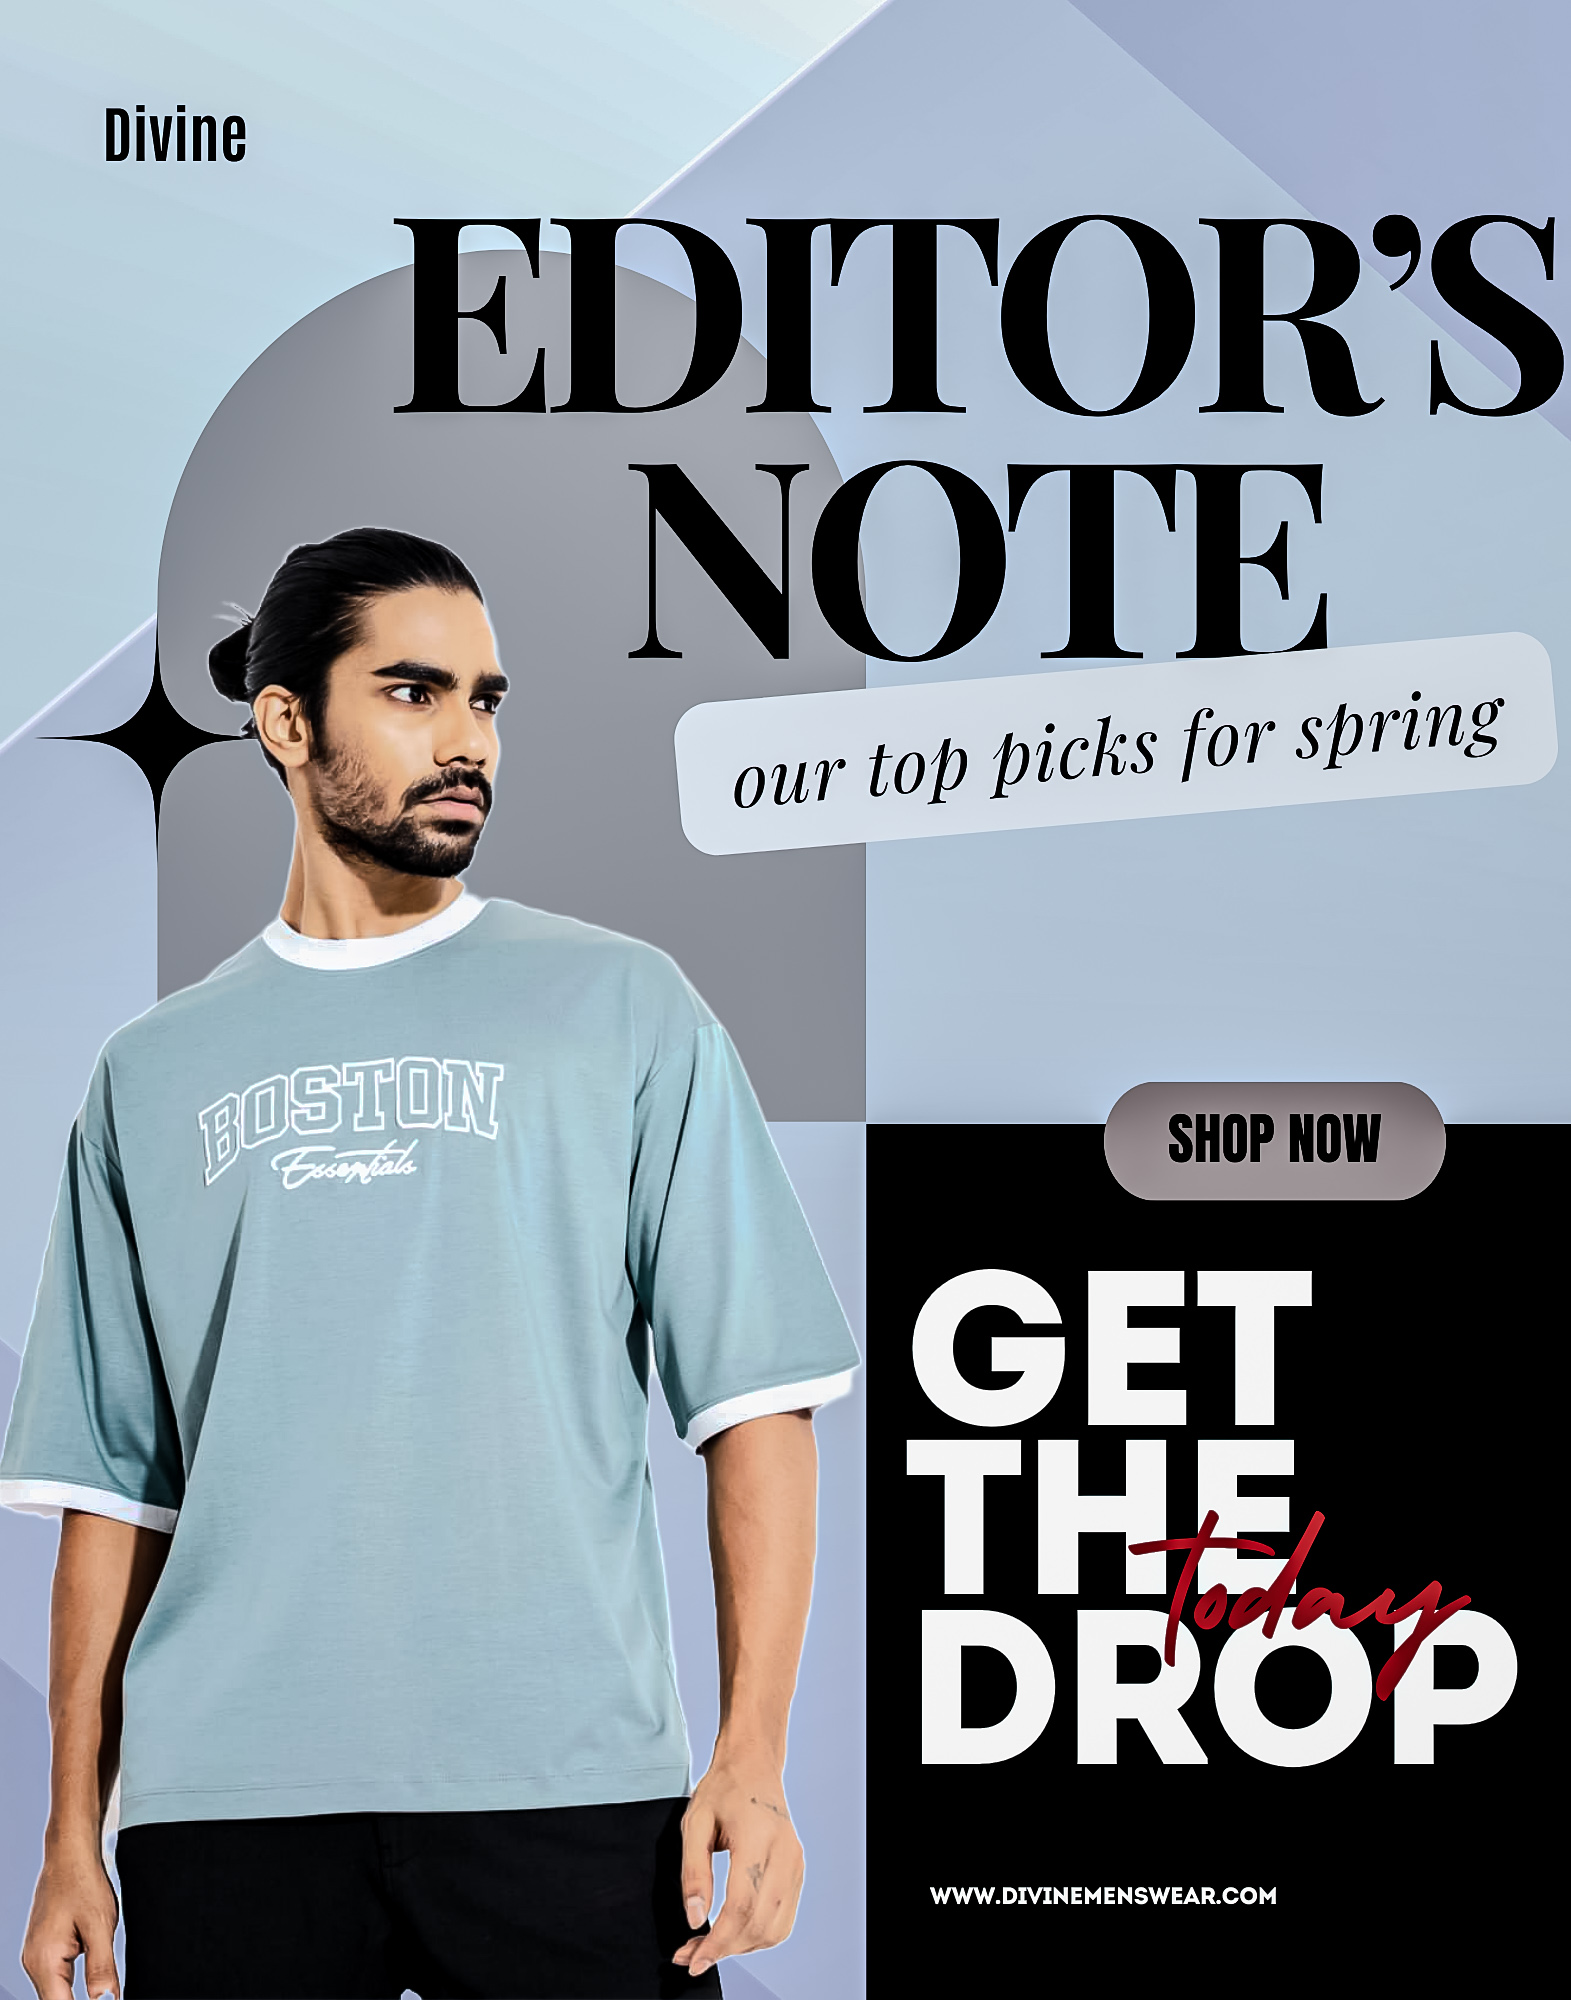 Divine
EDITOR'S
NOTE
our top picks for spring
BOSTON
Essentials
SHOP NOW
GET
THE
today
DROP
WWW.DIVINEMENSWEAR.COM